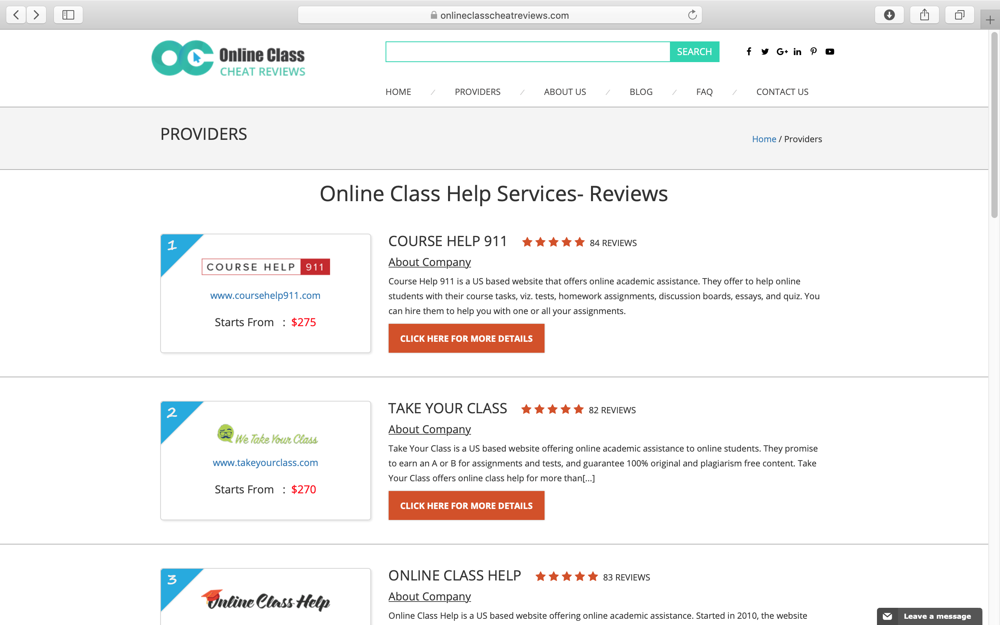 onlineclasscheatreviews.com
Online Class
CHEAT REVIEWS
SEARCH
HOME / PROVIDERS / ABOUT US / BLOG / FAQ / CONTACT US
PROVIDERS
Home / Providers
Online Class Help Services- Reviews
1
COURSE HELP 911
www.coursehelp911.com
Starts From : $275
COURSE HELP 911 84 REVIEWS
About Company
Course Help 911 is a US based website that offers online academic assistance. They offer to help online
students with their course tasks, viz. tests, homework assignments, discussion boards, essays, and quiz. You
can hire them to help you with one or all your assignments.
CLICK HERE FOR MORE DETAILS
2
We Take Your Class
www.takeyourclass.com
Starts From : $270
TAKE YOUR CLASS 82 REVIEWS
About Company
Take Your Class is a US based website offering online academic assistance to online students. They promise
to earn an A or B for assignments and tests, and guarantee 100% original and plagiarism free content. Take
Your Class offers online class help for more than[...]
CLICK HERE FOR MORE DETAILS
3
Online Class Help
ONLINE CLASS HELP 83 REVIEWS
About Company
Online Class Help is a US based website offering online academic assistance. Started in 2010, the website
Leave a message